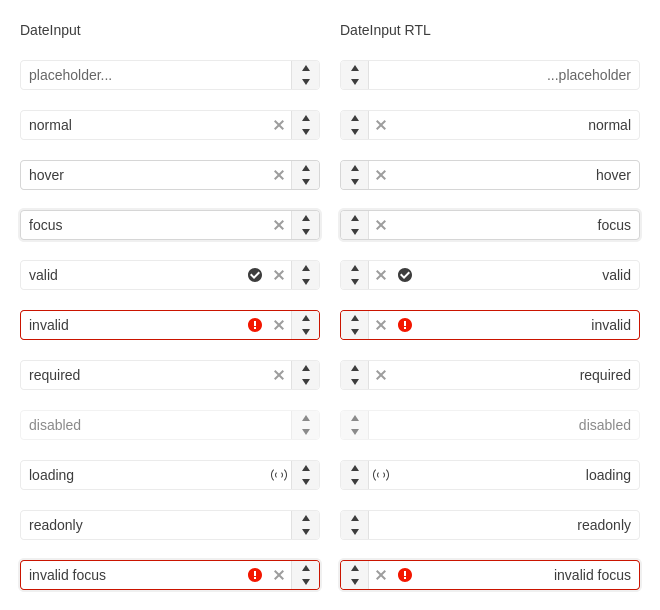 DateInput
DateInput RTL
placeholder...
...placeholder
normal
normal
hover
hover
focus
focus
valid
valid
invalid
invalid
required
required
disabled
disabled
loading
loading
readonly
readonly
invalid focus
invalid focus